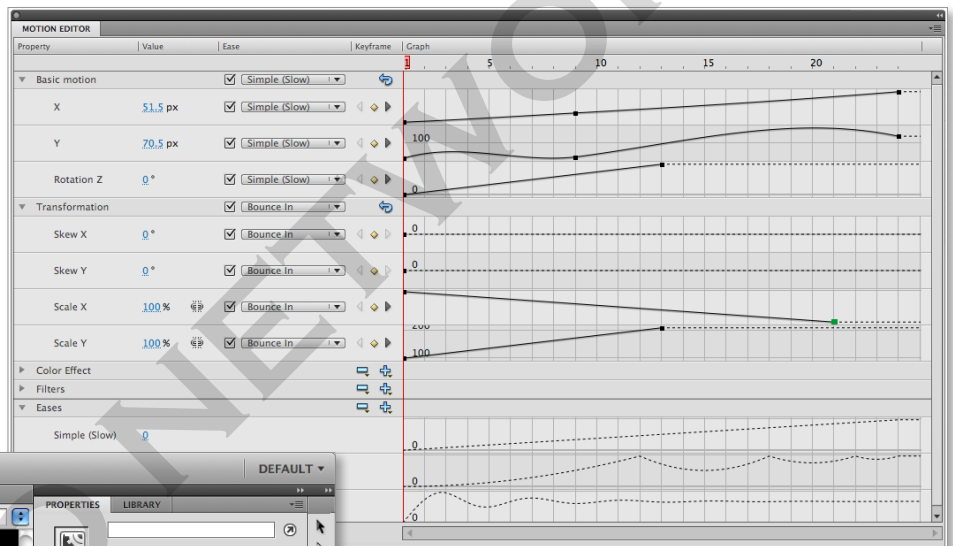 MOTION EDITOR
Property Value Ease Keyframe Graph
1 5 10 15 20
Basic motion Simple (Slow)
X 51.5 px Simple (Slow)
Y 70.5 px Simple (Slow) 100
Rotation Z 0° Simple (Slow) 0
Transformation Bounce In
Skew X 0° Bounce In 0
Skew Y 0° Bounce In 0
Scale X 100 % Bounce In 200
Scale Y 100 % Bounce In 100
Color Effect
Filters
Eases
Simple (Slow) 0 0
0
0
DEFAULT
PROPERTIES LIBRARY